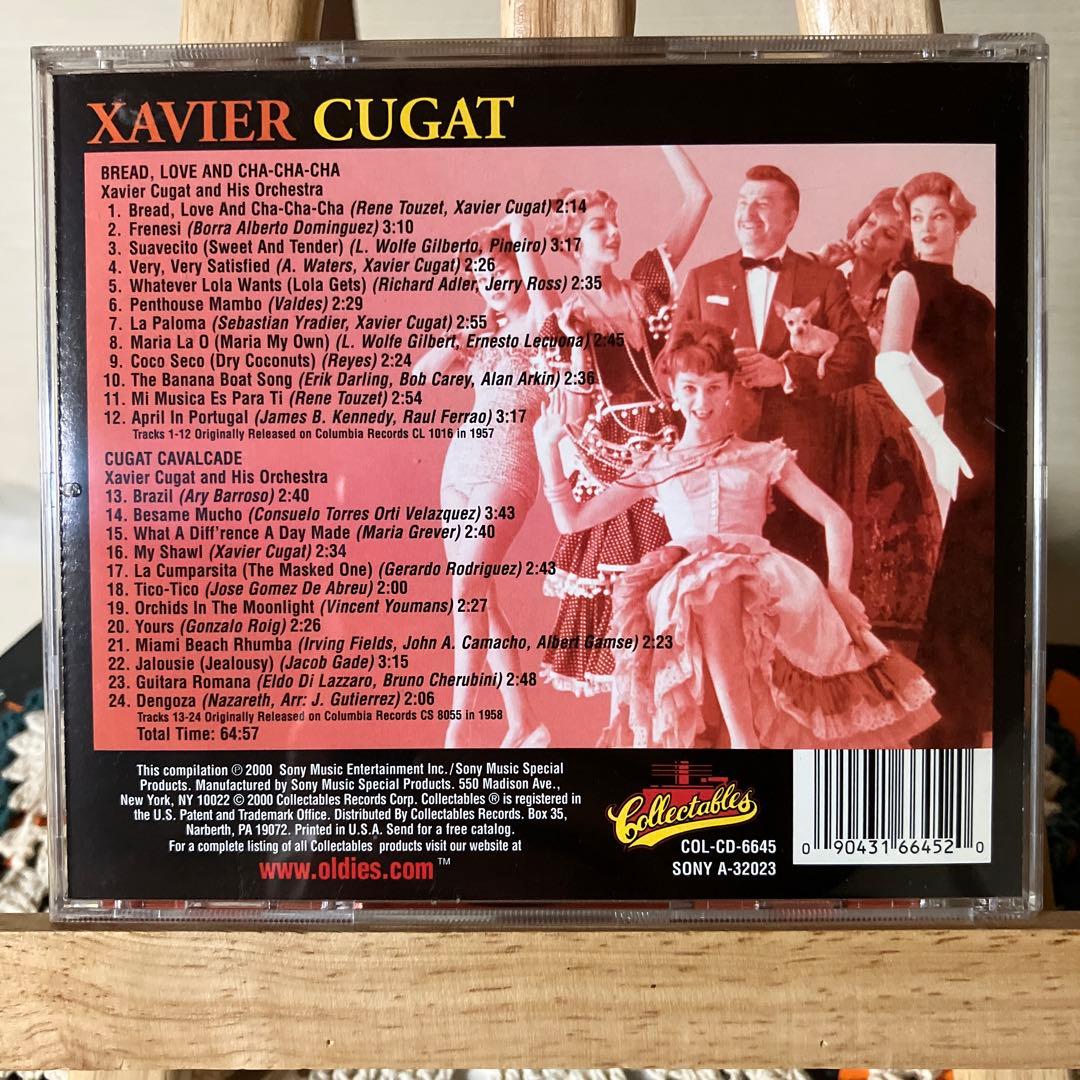 XAVIER CUGAT
BREAD, LOVE AND CHA-CHA-CHA
Xavier Cugat and His Orchestra
1. Bread, Love And Cha-Cha-Cha (Rene Touzet, Xavier Cugat) 2:14
2. Frenesi (Borra Alberto Dominguez) 3:10
3. Suavecito (Sweet And Tender) (L. Wolfe Gilberto, Pineiro) 3:17
4. Very, Very Satisfied (A. Waters, Xavier Cugat) 2:26
5. Whatever Lola Wants (Lola Gets) (Richard Adler, Jerry Ross) 2:35
6. Penthouse Mambo (Valdes) 2:29
7. La Paloma (Sebastian Yradier, Xavier Cugat) 2:55
8. Maria La O (Maria My Own) (L. Wolfe Gilbert, Ernesto Lecuona) 2:45
9. Coco Seco (Dry Coconuts) (Reyes) 2:24
10. The Banana Boat Song (Erik Darling, Bob Carey, Alan Arkin) 2:36
11. Mi Musica Es Para Ti (Rene Touzet) 2:54
12. April In Portugal (James B. Kennedy, Raul Ferrao) 3:17
Tracks 1-12 Originally Released on Columbia Records CL 1016 in 1957
CUGAT CAVALCADE
Xavier Cugat and His Orchestra
13. Brazil (Ary Barroso) 2:40
14. Besame Mucho (Consuelo Torres Orti Velazquez) 3:43
15. What A Diff'rence A Day Made (Maria Grever) 2:40
16. My Shawl (Xavier Cugat) 2:34
17. La Cumparsita (The Masked One) (Gerardo Rodriguez) 2:43
18. Tico-Tico (Jose Gomez De Abreu) 2:00
19. Orchids In The Moonlight (Vincent Youmans) 2:27
20. Yours (Gonzalo Roig) 2:26
21. Miami Beach Rhumba (Irving Fields, John A. Camacho, Albert Gamse) 2:23
22. Jalousie (Jealousy) (Jacob Gade) 3:15
23. Guitara Romana (Eldo Di Lazzaro, Bruno Cherubini) 2:48
24. Dengoza (Nazareth, Arr: J. Gutierrez) 2:06
Tracks 13-24 Originally Released on Columbia Records CS 8055 in 1958
Total Time: 64:57
This compilation ℗ 2000 Sony Music Entertainment Inc./Sony Music Special
Products. Manufactured by Sony Music Special Products. 550 Madison Ave.,
New York, NY 10022 © 2000 Collectables Records Corp. Collectables ® is registered in
the U.S. Patent and Trademark Office. Distributed By Collectables Records. Box 35,
Narberth, PA 19072. Printed in U.S.A. Send for a free catalog.
For a complete listing of all Collectables products visit our website at
www.oldies.com™
Collectables
COL-CD-6645
SONY A-32023
0 90431 66452 0